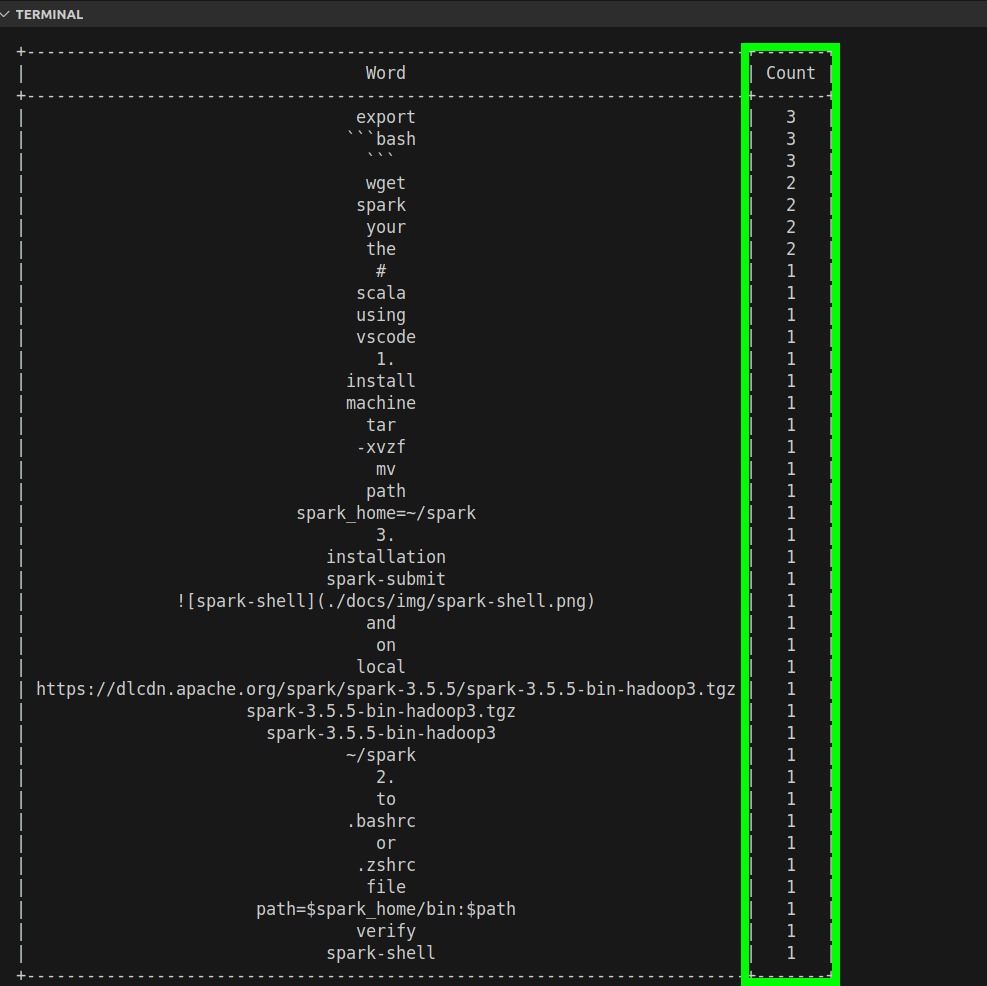 TERMINAL
+-----------------------------------------------------------------------+-------+
| Word | Count |
+-----------------------------------------------------------------------+-------+
| export | 3 |
| ```bash | 3 |
| ``` | 3 |
| wget | 2 |
| spark | 2 |
| your | 2 |
| the | 2 |
| # | 1 |
| scala | 1 |
| using | 1 |
| vscode | 1 |
| 1. | 1 |
| install | 1 |
| machine | 1 |
| tar | 1 |
| -xvzf | 1 |
| mv | 1 |
| path | 1 |
| spark_home=~/spark | 1 |
| 3. | 1 |
| installation | 1 |
| spark-submit | 1 |
| ![spark-shell](./docs/img/spark-shell.png) | 1 |
| and | 1 |
| on | 1 |
| local | 1 |
| https://dlcdn.apache.org/spark/spark-3.5.5/spark-3.5.5-bin-hadoop3.tgz | 1 |
| spark-3.5.5-bin-hadoop3.tgz | 1 |
| spark-3.5.5-bin-hadoop3 | 1 |
| ~/spark | 1 |
| 2. | 1 |
| to | 1 |
| .bashrc | 1 |
| or | 1 |
| .zshrc | 1 |
| file | 1 |
| path=$spark_home/bin:$path | 1 |
| verify | 1 |
| spark-shell | 1 |
+-----------------------------------------------------------------------+-------+